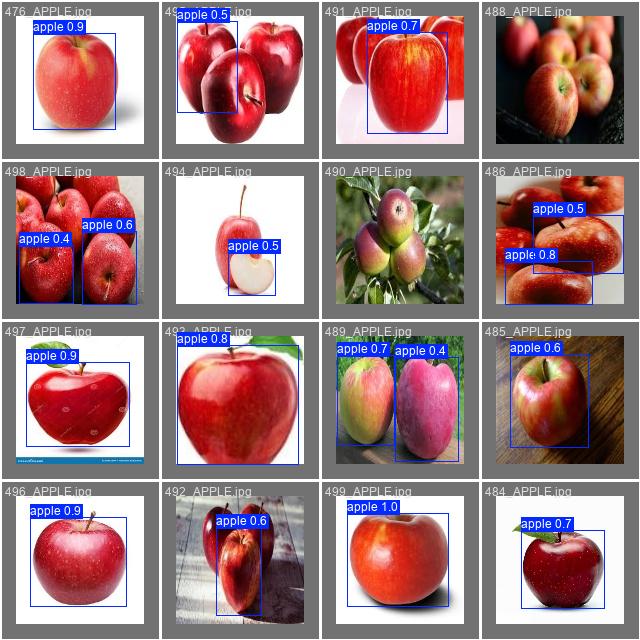 476_APPLE.jpg
apple 0.9
apple 0.5
491_APPLE.jpg
apple 0.7
488_APPLE.jpg
498_APPLE.jpg
apple 0.6
apple 0.4
494_APPLE.jpg
apple 0.5
490_APPLE.jpg
486_APPLE.jpg
apple 0.5
apple 0.8
497_APPLE.jpg
apple 0.9
apple 0.8
489_APPLE.jpg
apple 0.7
apple 0.4
485_APPLE.jpg
apple 0.6
496_APPLE.jpg
apple 0.9
492_APPLE.jpg
apple 0.6
499_APPLE.jpg
apple 1.0
484_APPLE.jpg
apple 0.7